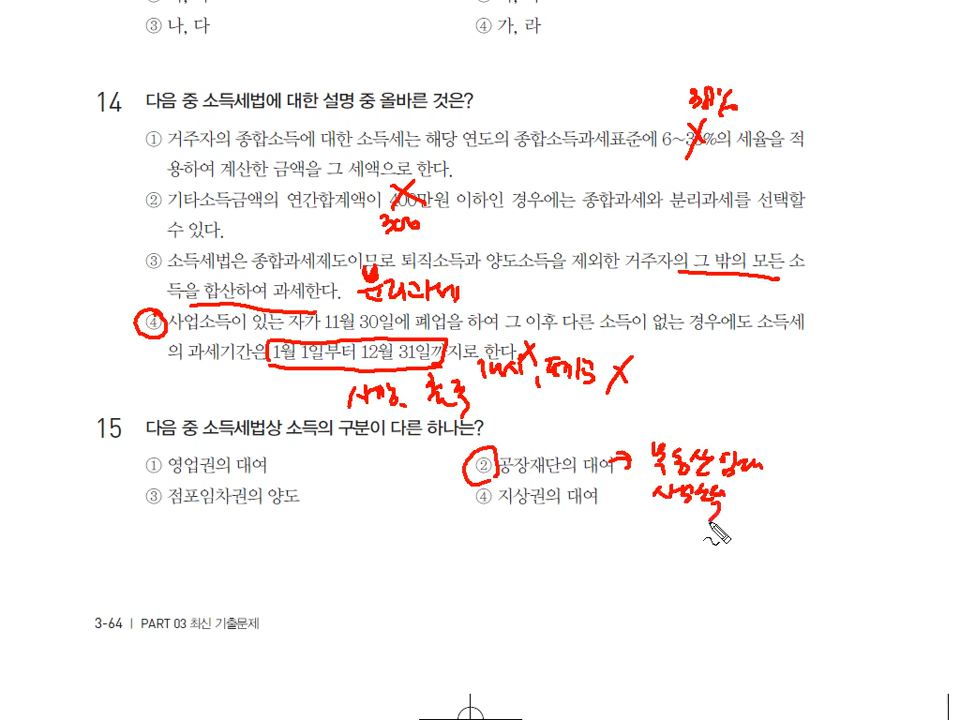 ③ 나, 다
④ 가, 라
14 다음 중 소득세법에 대한 설명 중 올바른 것은?
38%
① 거주자의 종합소득에 대한 소득세는 해당 연도의 종합소득과세표준에 6~3 %의 세율을 적
용하여 계산한 금액을 그 세액으로 한다.
② 기타소득금액의 연간합계액이 400만원 이하인 경우에는 종합과세와 분리과세를 선택할
300
수 있다.
③ 소득세법은 종합과세제도이므로 퇴직소득과 양도소득을 제외한 거주자의 그 밖의 모든 소
득을 합산하여 과세한다. 분리과세
④ 사업소득이 있는 자가 11월 30일에 폐업을 하여 그 이후 다른 소득이 없는 경우에도 소득세
의 과세기간은 1월 1일부터 12월 31일까지로 한다.
사망, 출국
15 다음 중 소득세법상 소득의 구분이 다른 하나는?
① 영업권의 대여
② 공장재단의 대여 → 부동산 임대
사업소득
③ 점포임차권의 양도
④ 지상권의 대여
3-64 | PART 03 최신 기출문제